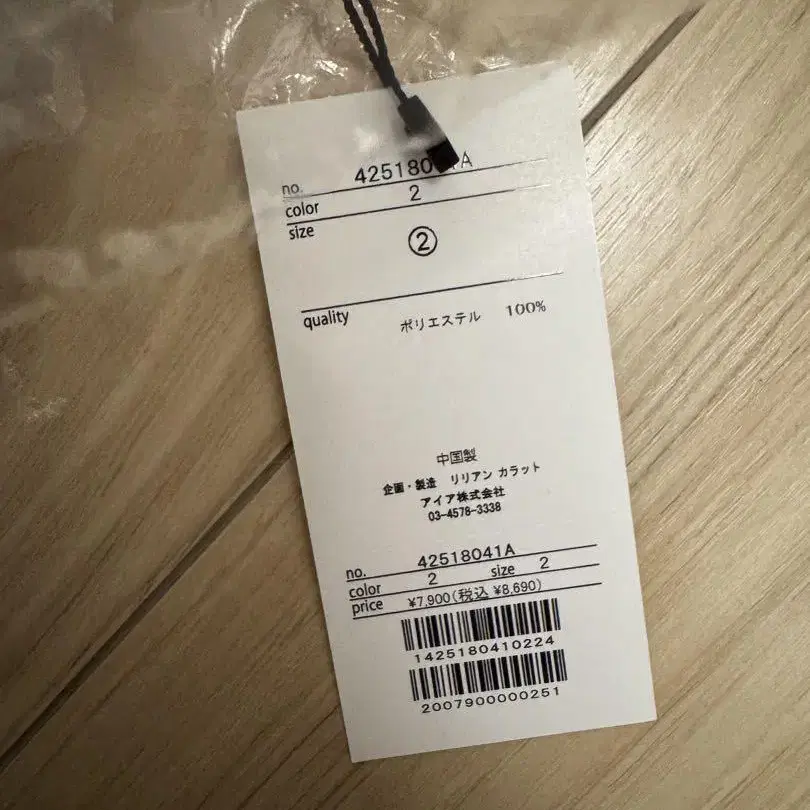 no. 42518041A
color 2
size ②
quality ポリエステル 100%
中国製
企画・製造 リリアン カラット
アイア株式会社
03-4578-3338
no. 42518041A
color 2 size 2
price ¥7,900(税込 ¥8,690)
1425180410224
2007900000251